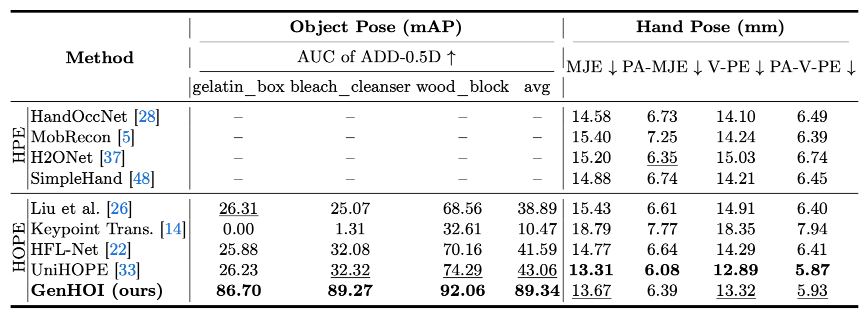 Method Object Pose (mAP) Hand Pose (mm)
AUC of ADD-0.5D ↑ MJE ↓ PA-MJE ↓ V-PE ↓ PA-V-PE ↓
gelatin_box bleach_cleanser wood_block avg
HPE
HandOccNet [28] – – – – 14.58 6.73 14.10 6.49
MobRecon [5] – – – – 15.40 7.25 14.24 6.39
H2ONet [37] – – – – 15.20 6.35 15.03 6.74
SimpleHand [48] – – – – 14.88 6.74 14.21 6.45
HOPE
Liu et al. [26] 26.31 25.07 68.56 38.89 15.43 6.61 14.91 6.40
Keypoint Trans. [14] 0.00 1.31 32.61 10.47 18.79 7.77 18.35 7.94
HFL-Net [22] 25.88 32.08 70.16 41.59 14.77 6.64 14.29 6.41
UniHOPE [33] 26.23 32.32 74.29 43.06 13.31 6.08 12.89 5.87
GenHOI (ours) 86.70 89.27 92.06 89.34 13.67 6.39 13.32 5.93